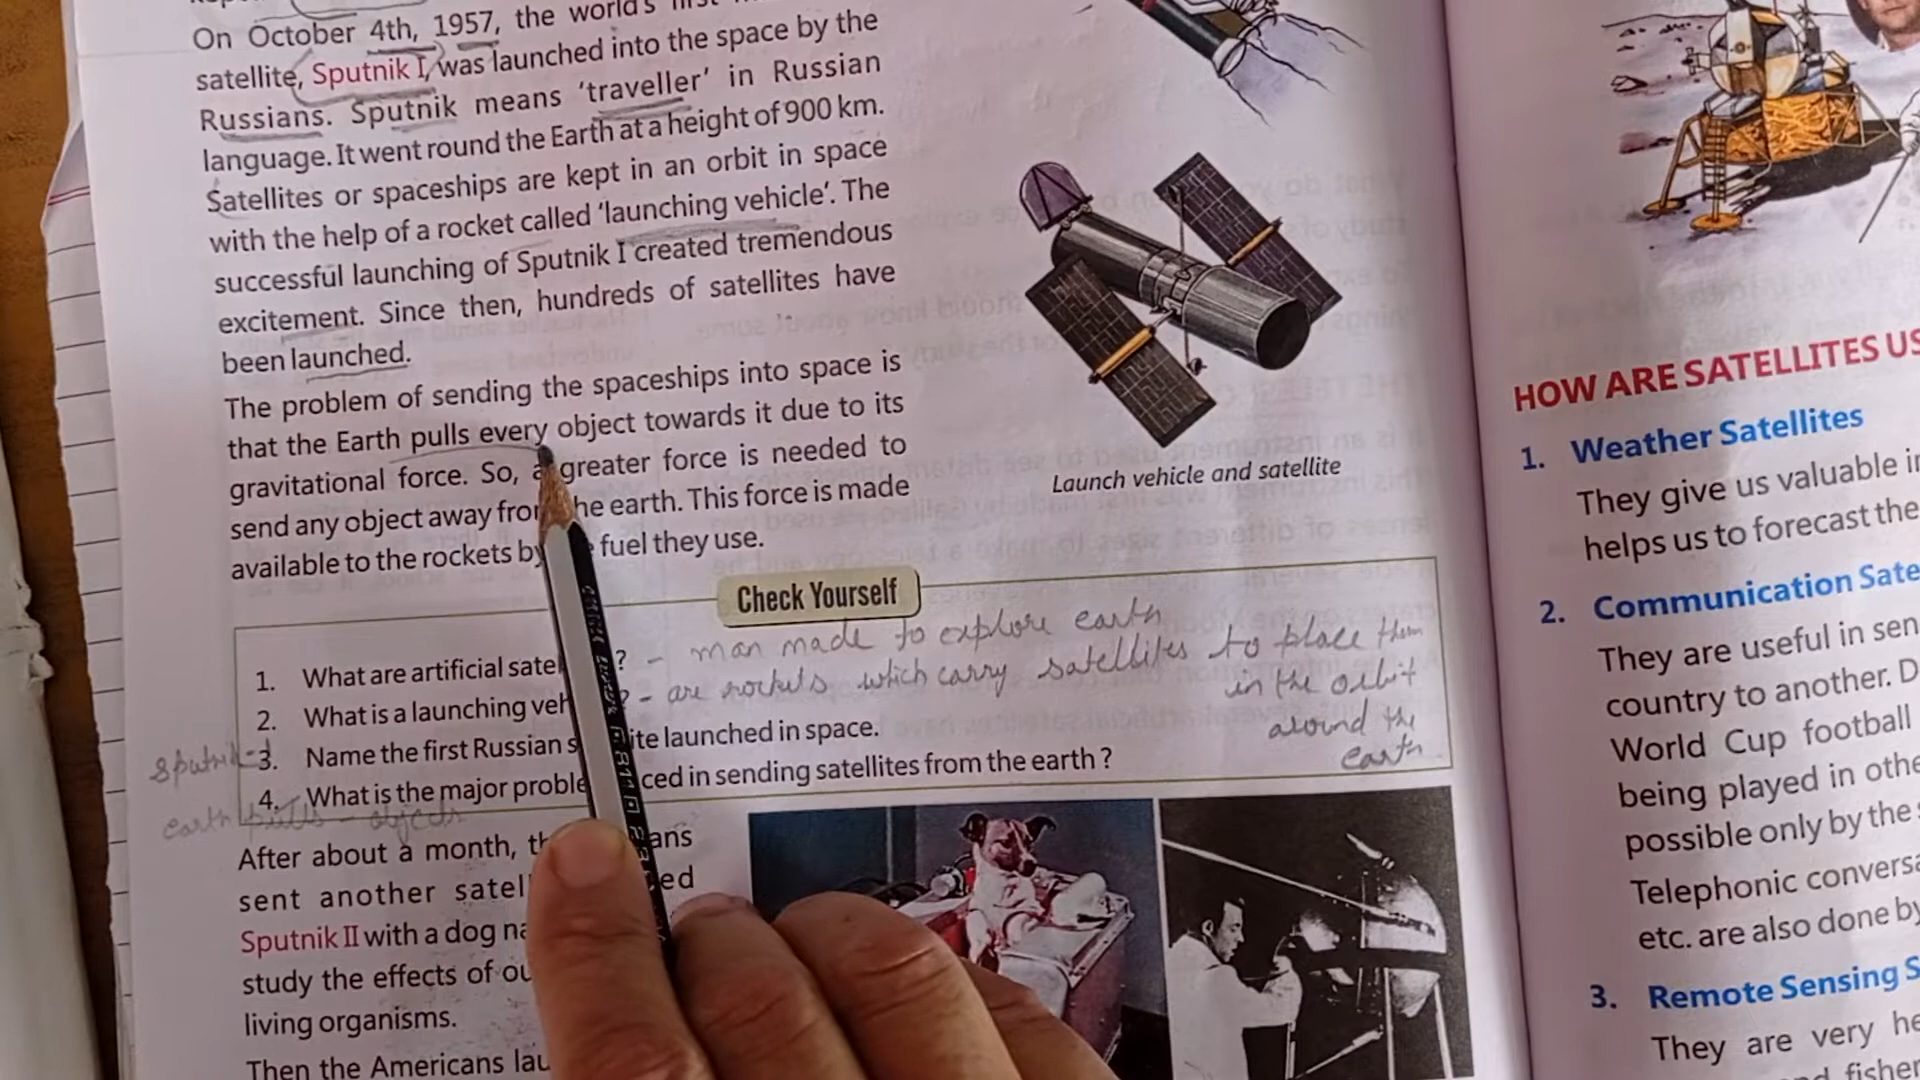 On October 4th, 1957, the world's first
satellite, Sputnik I, was launched into the space by the
Russians. Sputnik means 'traveller' in Russian
language. It went round the Earth at a height of 900 km.
Satellites or spaceships are kept in an orbit in space
with the help of a rocket called 'launching vehicle'. The
successful launching of Sputnik I created tremendous
excitement. Since then, hundreds of satellites have
been launched.
The problem of sending the spaceships into space is
that the Earth pulls every object towards it due to its
gravitational force. So, a greater force is needed to
send any object away from he earth. This force is made
available to the rockets by fuel they use.
Launch vehicle and satellite
Check Yourself
1. What are artificial satel ? - man made to explore earth
2. What is a launching veh ? - are rockets which carry satellites to place them
in the orbit
around the
earth
sputnik-1 3. Name the first Russian s ite launched in space.
4. What is the major proble ced in sending satellites from the earth ?
earth pulls - objects
After about a month, th ans
sent another satel ed
Sputnik II with a dog na
study the effects of ou
living organisms.
Then the Americans lau
HOW ARE SATELLITES US
1. Weather Satellites
They give us valuable in
helps us to forecast the
2. Communication Sate
They are useful in sen
country to another. D
World Cup football
being played in othe
possible only by the s
Telephonic conversa
etc. are also done by
3. Remote Sensing S
They are very he
nd fisher